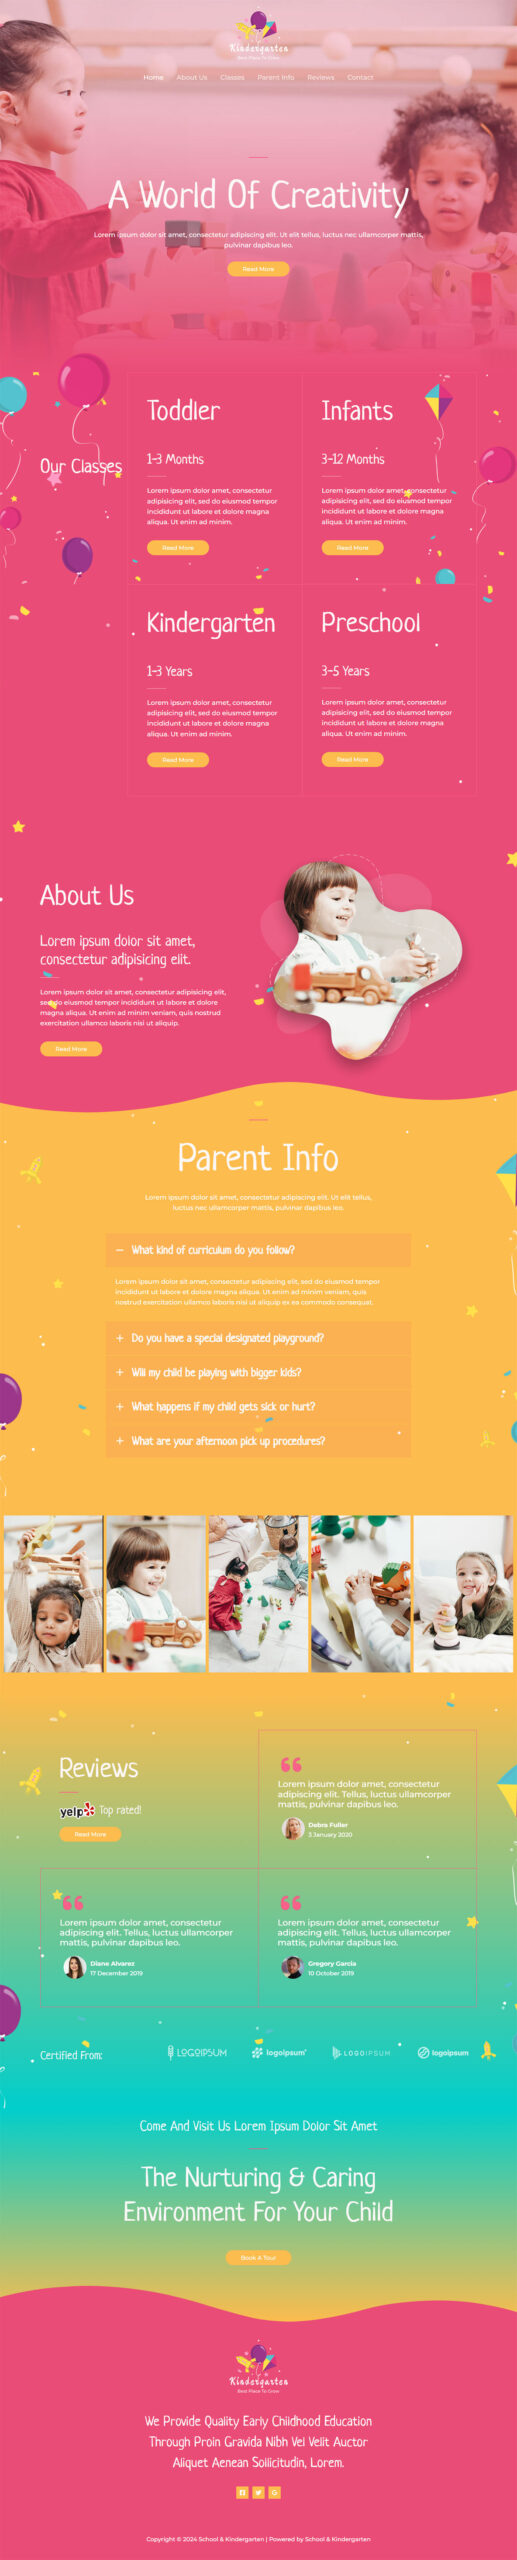 Kindergarten
Best Place To Grow
Home About Us Classes Parent Info Reviews Contact
A World Of Creativity
Lorem ipsum dolor sit amet, consectetur adipiscing elit. Ut elit tellus, luctus nec ullamcorper mattis,
pulvinar dapibus leo.
Read More
Our Classes
Toddler
1-3 Months
Lorem ipsum dolor amet, consectetur
adipiscing elit, sed do eiusmod tempor
incididunt ut labore et dolore magna
aliqua. Ut enim ad minim.
Read More
Infants
3-12 Months
Lorem ipsum dolor amet, consectetur
adipiscing elit, sed do eiusmod tempor
incididunt ut labore et dolore magna
aliqua. Ut enim ad minim.
Read More
Kindergarten
1-3 Years
Lorem ipsum dolor amet, consectetur
adipiscing elit, sed do eiusmod tempor
incididunt ut labore et dolore magna
aliqua. Ut enim ad minim.
Read More
Preschool
3-5 Years
Lorem ipsum dolor amet, consectetur
adipiscing elit, sed do eiusmod tempor
incididunt ut labore et dolore magna
aliqua. Ut enim ad minim.
Read More
About Us
Lorem ipsum dolor sit amet,
consectetur adipisicing elit.
Lorem ipsum dolor sit amet, consectetur adipisicing elit,
sed do eiusmod tempor incididunt ut labore et dolore
magna aliqua. Ut enim ad minim veniam, quis nostrud
exercitation ullamco laboris nisi ut aliquip.
Read More
Parent Info
Lorem ipsum dolor sit amet, consectetur adipiscing elit. Ut elit tellus,
luctus nec ullamcorper mattis, pulvinar dapibus leo.
What kind of curriculum do you follow?
Lorem ipsum dolor sit amet, consectetur adipiscing elit, sed do eiusmod tempor
incididunt ut labore et dolore magna aliqua. Ut enim ad minim veniam, quis
nostrud exercitation ullamco laboris nisi ut aliquip ex ea commodo consequat.
Do you have a special designated playground?
Will my child be playing with bigger kids?
What happens if my child gets sick or hurt?
What are your afternoon pick up procedures?
Reviews
yelp Top rated!
Read More
Lorem ipsum dolor amet, consectetur
adipiscing elit. Tellus, luctus nec ullamcorper
mattis, pulvinar dapibus leo.
Debra Fuller
3 January 2020
Lorem ipsum dolor amet, consectetur
adipiscing elit. Tellus, luctus nec ullamcorper
mattis, pulvinar dapibus leo.
Diane Alvarez
17 December 2019
Lorem ipsum dolor amet, consectetur
adipiscing elit. Tellus, luctus nec ullamcorper
mattis, pulvinar dapibus leo.
Gregory Garcia
10 October 2019
Certified From:
LOGOIPSUM
logoipsum
LOGOIPSUM
logoipsum
Come And Visit Us Lorem Ipsum Dolor Sit Amet
The Nurturing & Caring
Environment For Your Child
Book A Tour
Kindergarten
Best Place To Grow
We Provide Quality Early Childhood Education
Through Proin Gravida Nibh Vel Velit Auctor
Aliquet Aenean Sollicitudin, Lorem.
Copyright © 2024 School & Kindergarten | Powered by School & Kindergarten